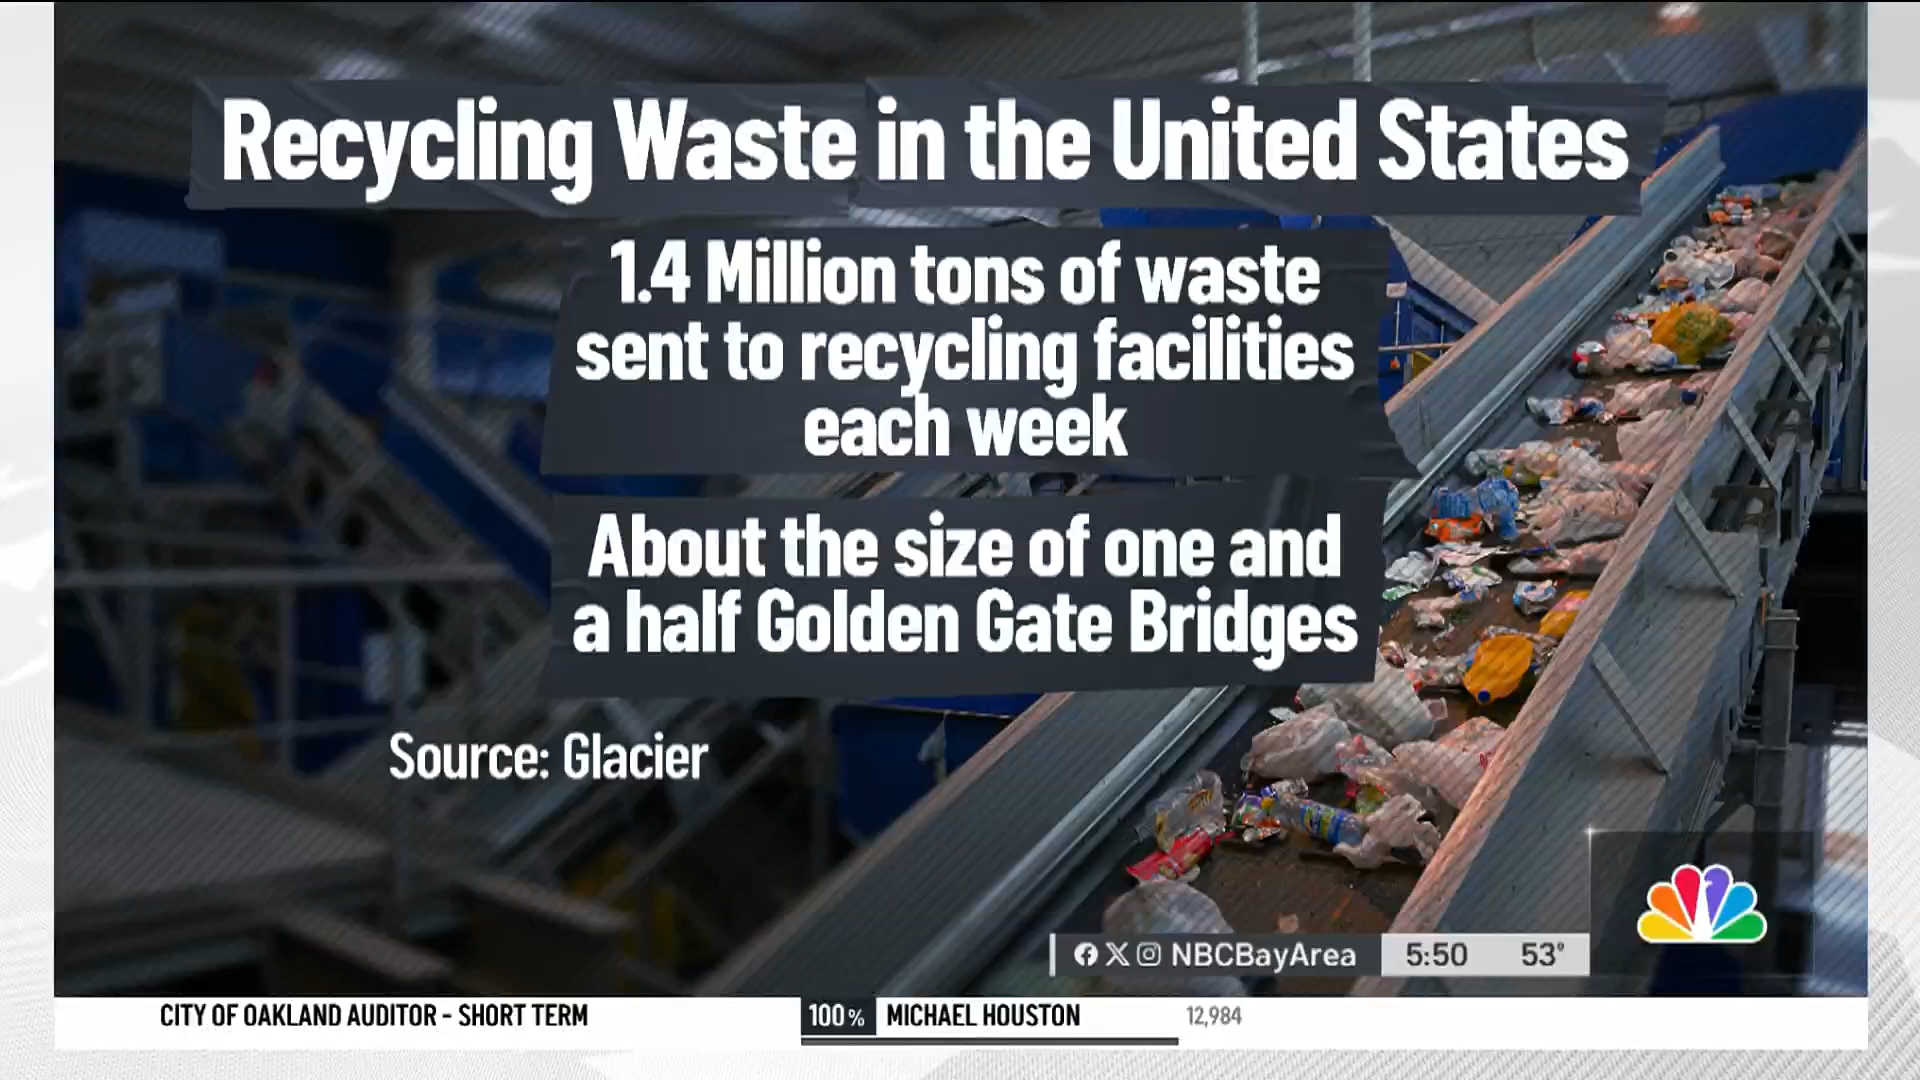 Recycling Waste in the United States
1.4 Million tons of waste
sent to recycling facilities
each week
About the size of one and
a half Golden Gate Bridges
Source: Glacier
NBCBayArea 5:50 53°
CITY OF OAKLAND AUDITOR - SHORT TERM 100% MICHAEL HOUSTON 12,984